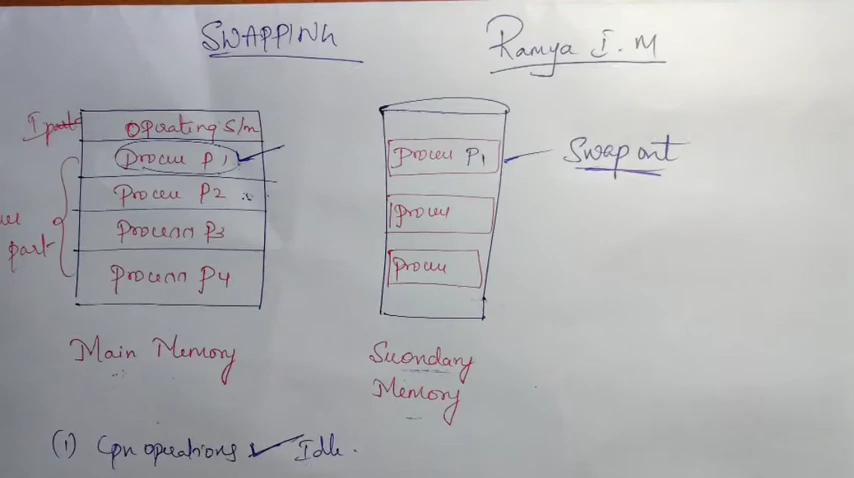 SWAPPING
Ramya I. M
I part
Operating S/m
Process P1
Process P2
Process P3
Process P4
part
Main Memory
Process P1
Process
Process
Secondary
Memory
Swap out
(1) Cpu operations ✓ Idle.